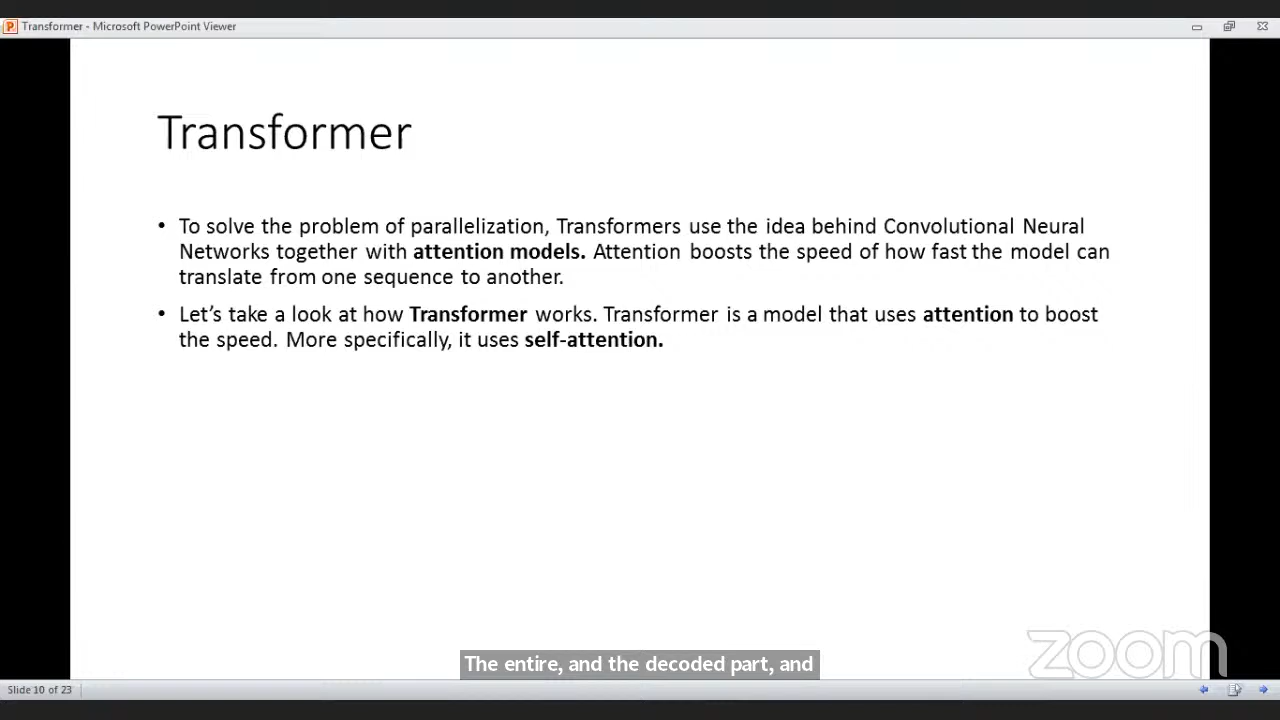 Transformer - Microsoft PowerPoint Viewer
Transformer
• To solve the problem of parallelization, Transformers use the idea behind Convolutional Neural
Networks together with attention models. Attention boosts the speed of how fast the model can
translate from one sequence to another.
• Let’s take a look at how Transformer works. Transformer is a model that uses attention to boost
the speed. More specifically, it uses self-attention.
The entire, and the decoded part, and
zoom
Slide 10 of 23